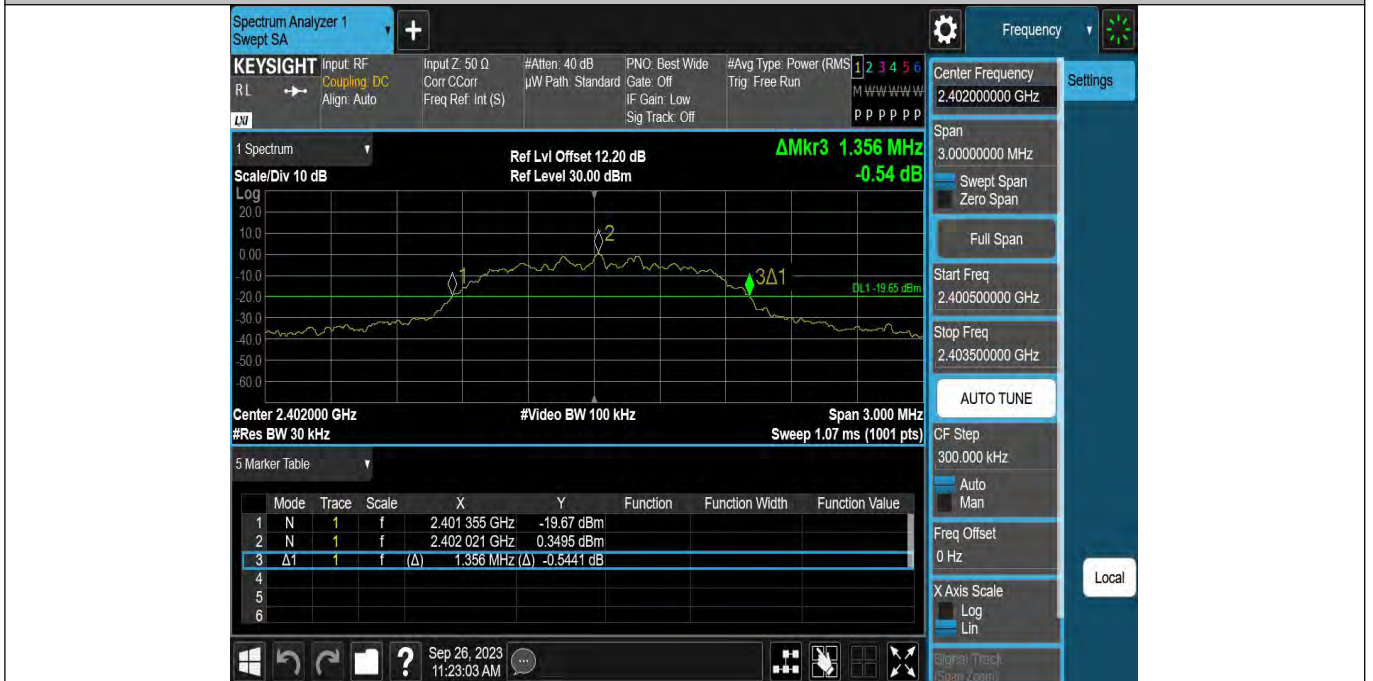 Spectrum Analyzer 1
Swept SA
Frequency
KEYSIGHT
RL
LXI
Input: RF
Coupling: DC
Align: Auto
Input Z: 50 Ω
Corr CCorr
Freq Ref: Int (S)
#Atten: 40 dB
µW Path: Standard
PNO: Best Wide
Gate: Off
IF Gain: Low
Sig Track: Off
#Avg Type: Power (RMS
Trig: Free Run
1 2 3 4 5 6
M W W W W W
P P P P P P
1 Spectrum
Scale/Div 10 dB
Ref Lvl Offset 12.20 dB
Ref Level 30.00 dBm
ΔMkr3 1.356 MHz
-0.54 dB
Log
20.0
10.0
0.00
-10.0
-20.0
-30.0
-40.0
-50.0
-60.0
1
2
3Δ1
DL1 -19.65 dBm
Center 2.402000 GHz
#Video BW 100 kHz
Span 3.000 MHz
#Res BW 30 kHz
Sweep 1.07 ms (1001 pts)
5 Marker Table
Mode Trace Scale X Y Function Function Width Function Value
1 N 1 f 2.401 355 GHz -19.67 dBm
2 N 1 f 2.402 021 GHz 0.3495 dBm
3 Δ1 1 f (Δ) 1.356 MHz (Δ) -0.5441 dB
4
5
6
Sep 26, 2023
11:23:03 AM
Center Frequency
2.402000000 GHz
Settings
Span
3.00000000 MHz
Swept Span
Zero Span
Full Span
Start Freq
2.400500000 GHz
Stop Freq
2.403500000 GHz
AUTO TUNE
CF Step
300.000 kHz
Auto
Man
Freq Offset
0 Hz
X Axis Scale
Log
Lin
Signal Track
(Span Zoom)
Local